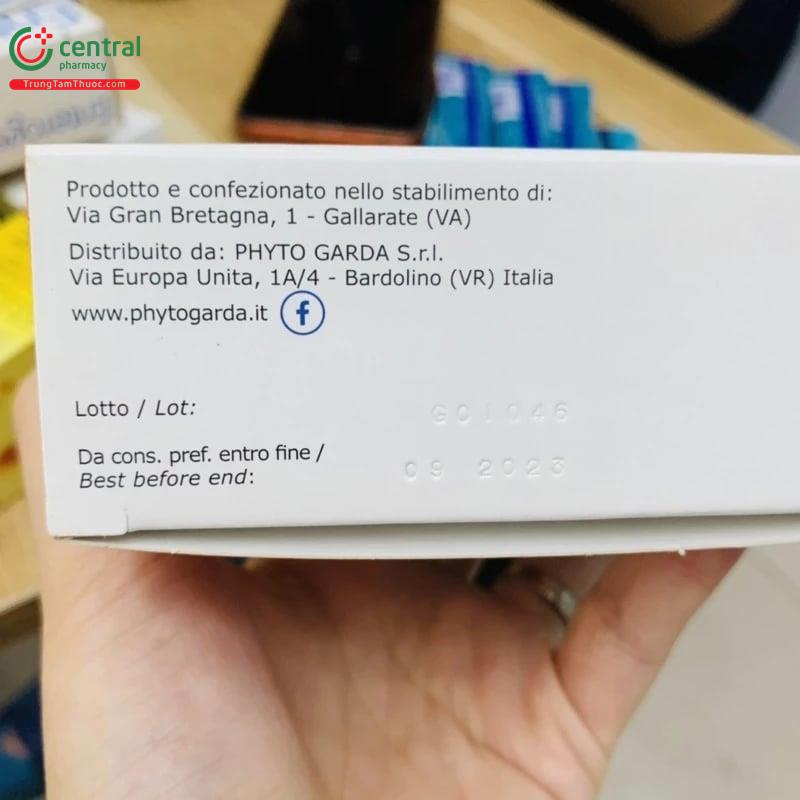 central
pharmacy
TrungTamThuoc.com
Prodotto e confezionato nello stabilimento di:
Via Gran Bretagna, 1 - Gallarate (VA)
Distribuito da: PHYTO GARDA S.r.l.
Via Europa Unita, 1A/4 - Bardolino (VR) Italia
www.phytogarda.it f
Lotto / Lot: GC1046
Da cons. pref. entro fine /
Best before end: 09 2023